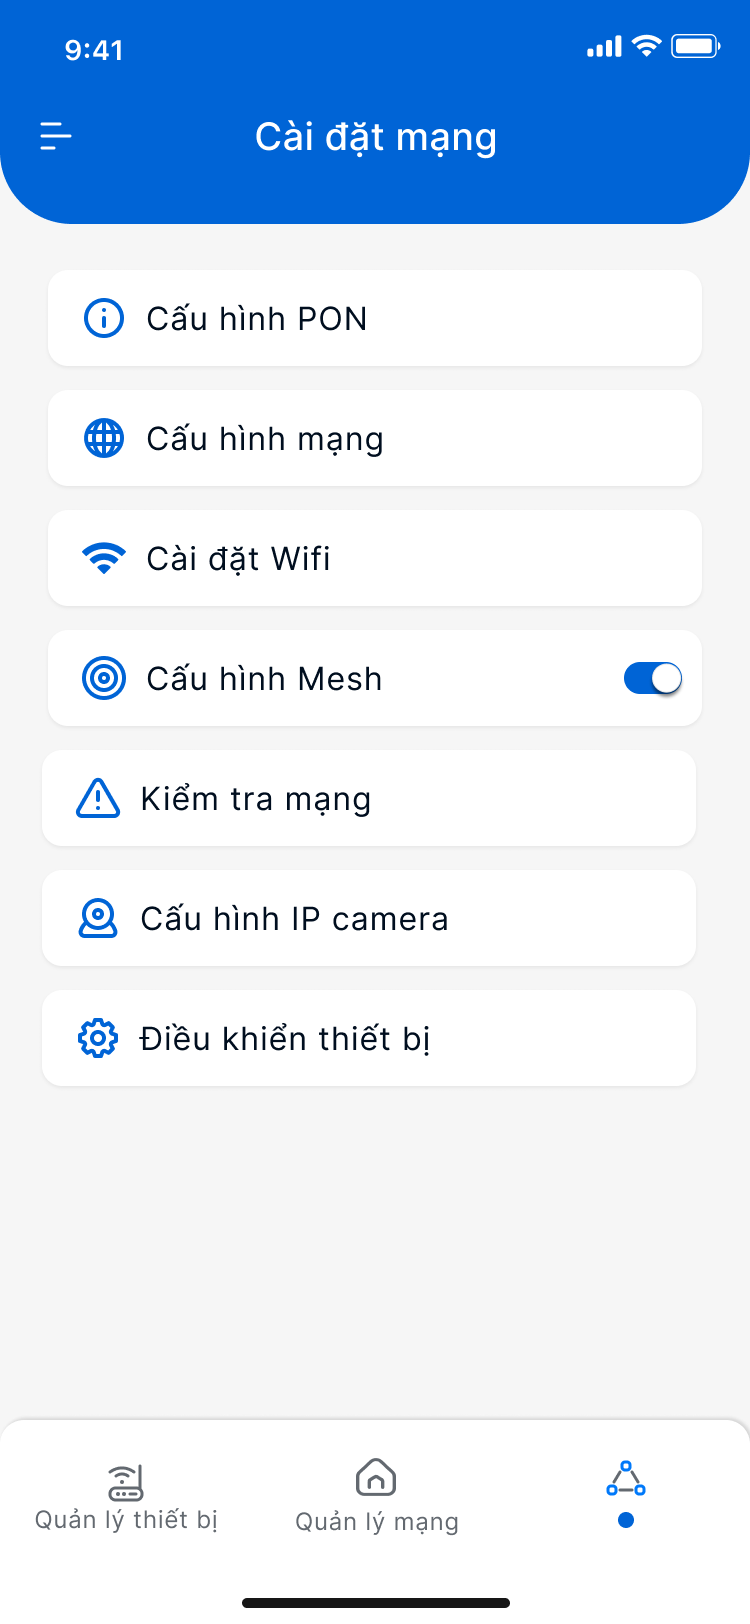 9:41
Cài đặt mạng
Cấu hình PON
Cấu hình mạng
Cài đặt Wifi
Cấu hình Mesh
Kiểm tra mạng
Cấu hình IP camera
Điều khiển thiết bị
Quản lý thiết bị
Quản lý mạng